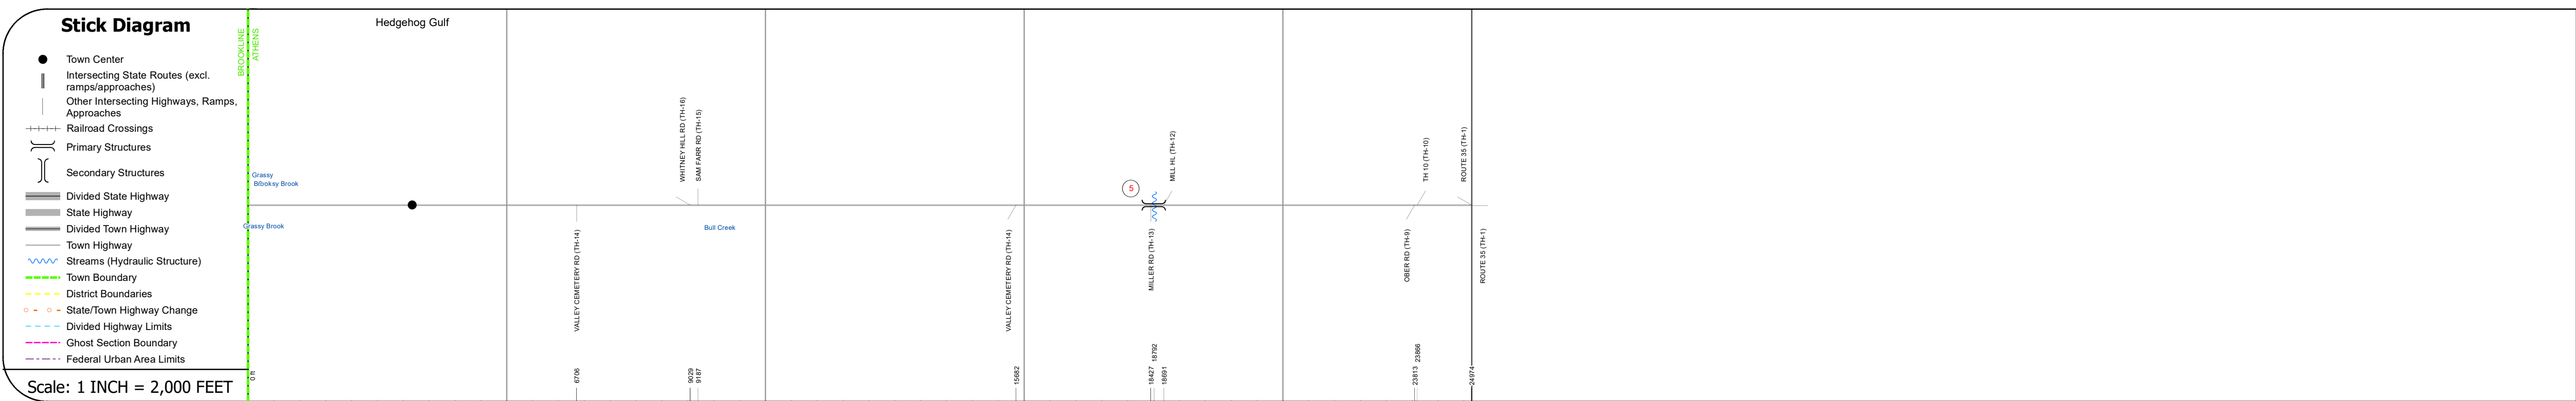 Stick Diagram
Town Center
Intersecting State Routes (excl.
ramps/approaches)
Other Intersecting Highways, Ramps,
Approaches
Railroad Crossings
Primary Structures
Secondary Structures
Divided State Highway
State Highway
Divided Town Highway
Town Highway
Streams (Hydraulic Structure)
Town Boundary
District Boundaries
State/Town Highway Change
Divided Highway Limits
Ghost Section Boundary
Federal Urban Area Limits
Scale: 1 INCH = 2,000 FEET
BROOKLINE
ATHENS
Hedgehog Gulf
Grassy
Brook
Grassy Brook
WHITNEY HILL RD (TH-16)
SAM FARR RD (TH-15)
Bull Creek
VALLEY CEMETERY RD (TH-14)
VALLEY CEMETERY RD (TH-14)
5
MILL HL (TH-12)
MILLER RD (TH-13)
TH 10 (TH-10)
ROUTE 35 (TH-1)
OBER RD (TH-9)
ROUTE 35 (TH-1)
0 ft
6706
9029
9187
15682
18427
18792
18691
23813
23866
24974